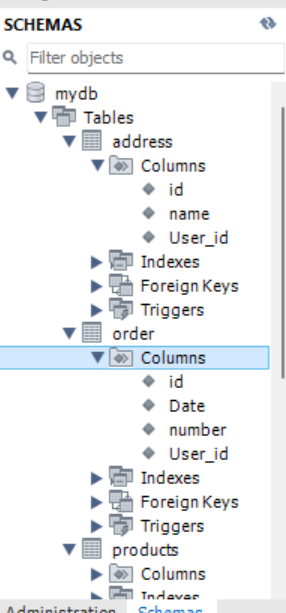 SCHEMAS
Filter objects
mydb
Tables
address
Columns
id
name
User_id
Indexes
Foreign Keys
Triggers
order
Columns
id
Date
number
User_id
Indexes
Foreign Keys
Triggers
products
Columns
Indexes
Administration Schemas